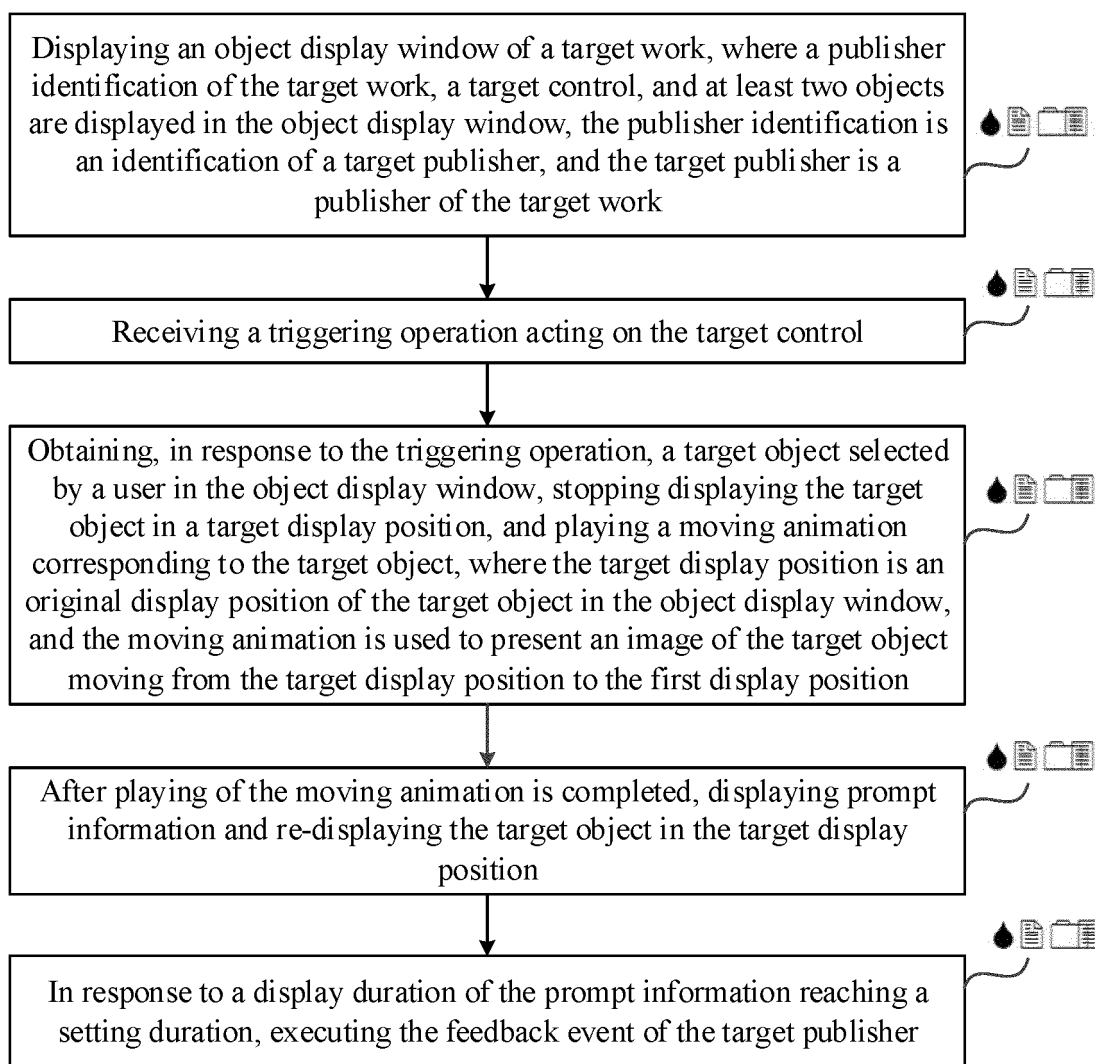 Displaying an object display window of a target work, where a publisher
identification of the target work, a target control, and at least two objects
are displayed in the object display window, the publisher identification is
an identification of a target publisher, and the target publisher is a
publisher of the target work
Receiving a triggering operation acting on the target control
Obtaining, in response to the triggering operation, a target object selected
by a user in the object display window, stopping displaying the target
object in a target display position, and playing a moving animation
corresponding to the target object, where the target display position is an
original display position of the target object in the object display window,
and the moving animation is used to present an image of the target object
moving from the target display position to the first display position
After playing of the moving animation is completed, displaying prompt
information and re-displaying the target object in the target display
position
In response to a display duration of the prompt information reaching a
setting duration, executing the feedback event of the target publisher